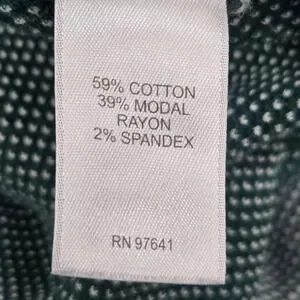 59% COTTON
39% MODAL
RAYON
2% SPANDEX
RN 97641